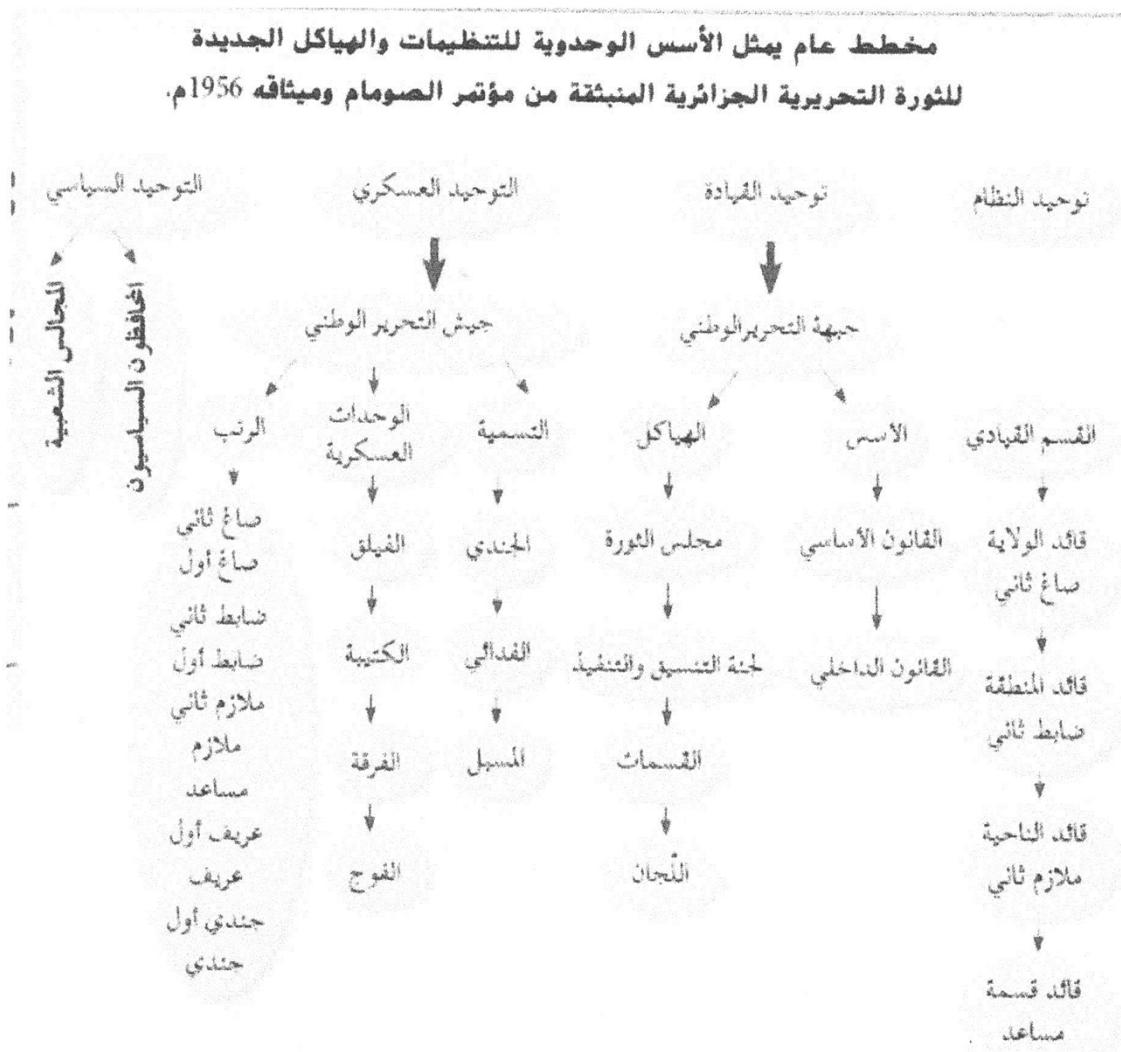 مخطط عام يمثل الأسس الوحدوية للتنظيمات والهياكل الجديدة
للثورة التحريرية الجزائرية المنبثقة من مؤتمر الصومام وميثاقه 1956م.
توحيد النظام
القسم القيادي
قائد الولاية
صاغ ثاني
قائد المنطقة
ضابط ثاني
قائد الناحية
ملازم ثاني
قائد قسمة
مساعد
توحيد القيادة
جبهة التحرير الوطني
الأسس
القانون الأساسي
القانون الداخلي
الهياكل
مجلس الثورة
لجنة التنسيق والتنفيذ
القسمات
اللّجان
التوحيد العسكري
جيش التحرير الوطني
التسمية
الجندي
الفدائي
المسبل
الوحدات
العسكرية
الفيلق
الكتيبة
الفرقة
الفوج
الرتب
صاغ ثاني
صاغ أول
ضابط ثاني
ضابط أول
ملازم ثاني
ملازم
مساعد
عريف أول
عريف
جندي أول
جندي
التوحيد السياسي
المحافظون السياسيون
المجالس الشعبية